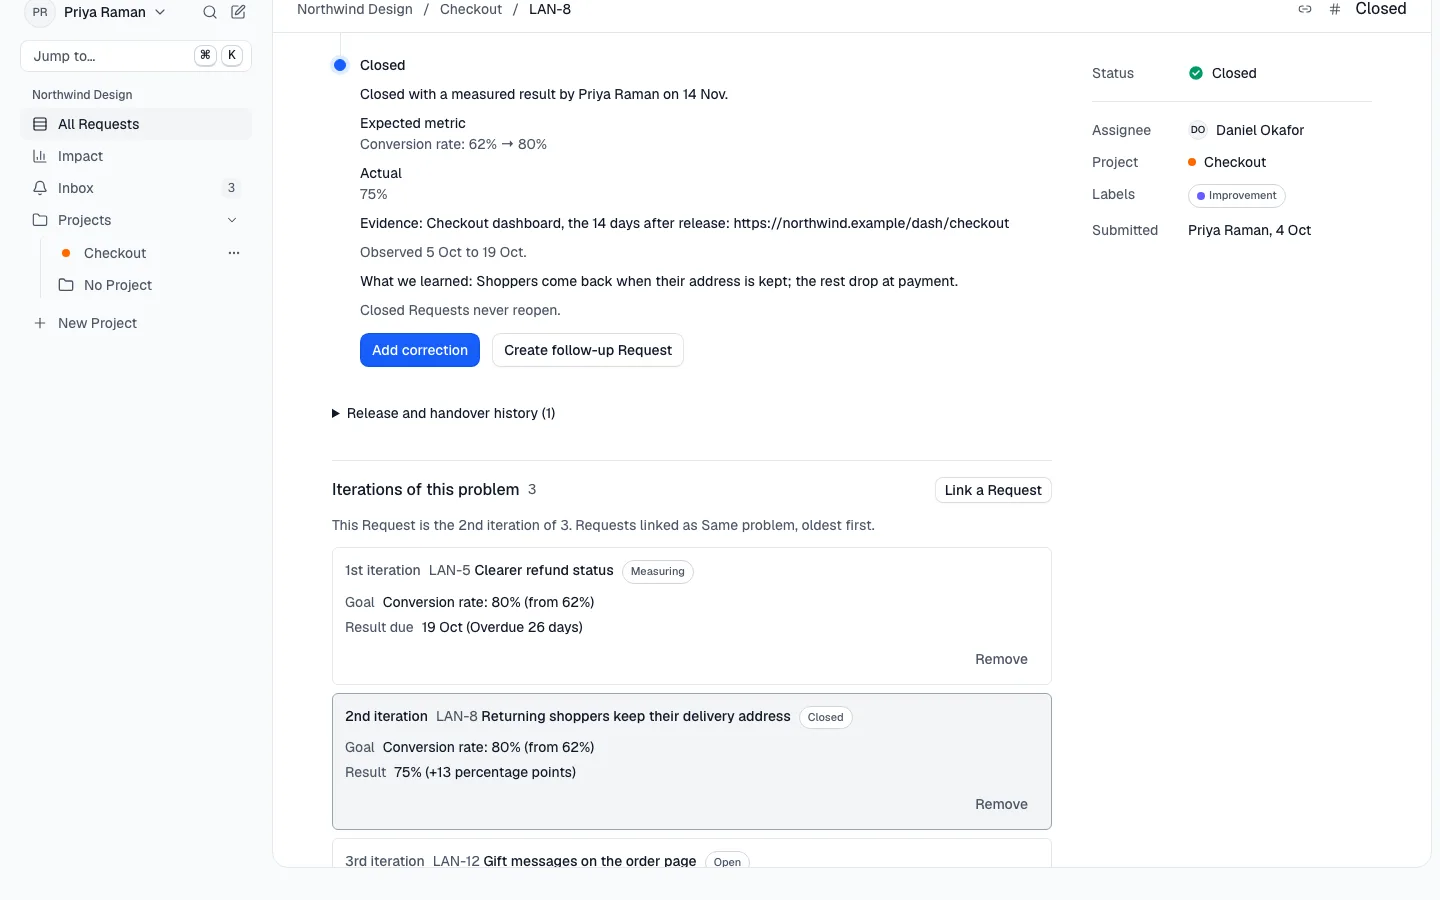 PR Priya Raman
Jump to... ⌘ K
Northwind Design
All Requests
Impact
Inbox 3
Projects
Checkout ...
No Project
+ New Project
Northwind Design / Checkout / LAN-8
# Closed
Closed
Closed with a measured result by Priya Raman on 14 Nov.
Expected metric
Conversion rate: 62% → 80%
Actual
75%
Evidence: Checkout dashboard, the 14 days after release: https://northwind.example/dash/checkout
Observed 5 Oct to 19 Oct.
What we learned: Shoppers come back when their address is kept; the rest drop at payment.
Closed Requests never reopen.
Add correction Create follow-up Request
Release and handover history (1)
Iterations of this problem 3 Link a Request
This Request is the 2nd iteration of 3. Requests linked as Same problem, oldest first.
1st iteration LAN-5 Clearer refund status Measuring
Goal Conversion rate: 80% (from 62%)
Result due 19 Oct (Overdue 26 days)
Remove
2nd iteration LAN-8 Returning shoppers keep their delivery address Closed
Goal Conversion rate: 80% (from 62%)
Result 75% (+13 percentage points)
Remove
3rd iteration LAN-12 Gift messages on the order page Open
Status Closed
Assignee DO Daniel Okafor
Project Checkout
Labels Improvement
Submitted Priya Raman, 4 Oct